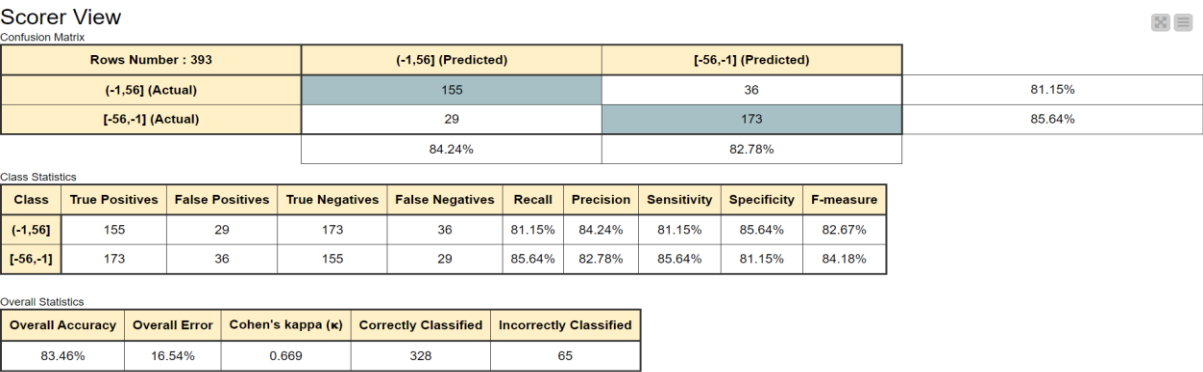 Scorer View
Confusion Matrix
Rows Number : 393 (-1,56] (Predicted) [-56,-1] (Predicted)
(-1,56] (Actual) 155 36 81.15%
[-56,-1] (Actual) 29 173 85.64%
84.24% 82.78%
Class Statistics
Class True Positives False Positives True Negatives False Negatives Recall Precision Sensitivity Specificity F-measure
(-1,56] 155 29 173 36 81.15% 84.24% 81.15% 85.64% 82.67%
[-56,-1] 173 36 155 29 85.64% 82.78% 85.64% 81.15% 84.18%
Overall Statistics
Overall Accuracy Overall Error Cohen's kappa (κ) Correctly Classified Incorrectly Classified
83.46% 16.54% 0.669 328 65